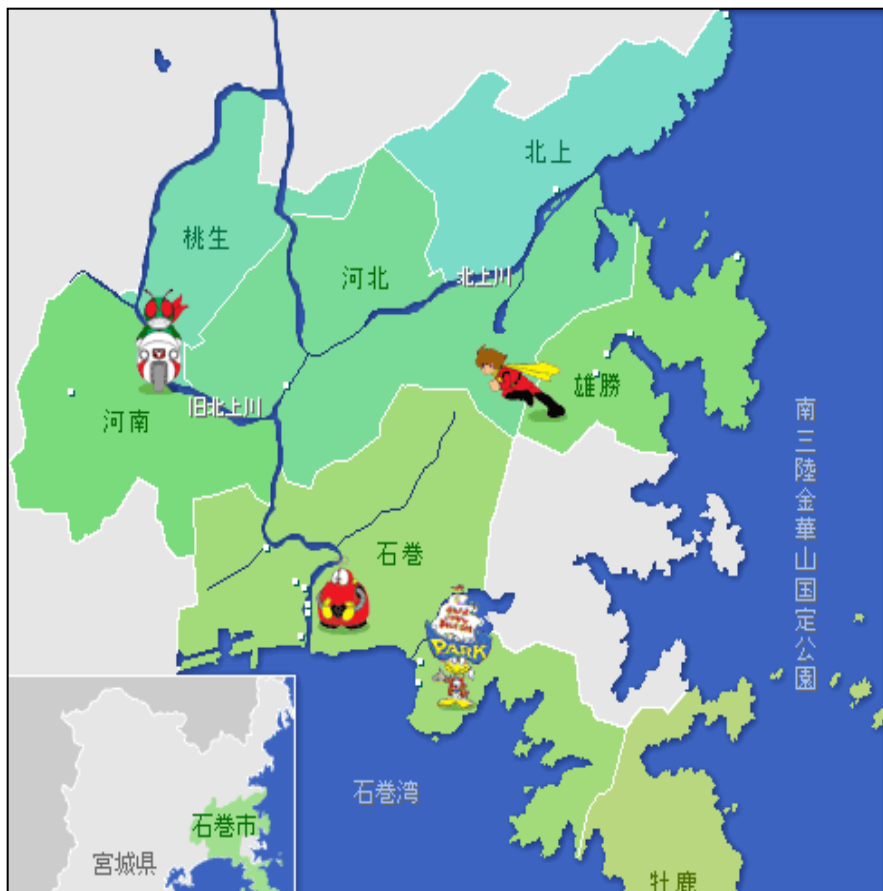 北上
桃生
河北
北上川
旧北上川
河南
雄勝
石巻
南三陸金華山国定公園
PARK
石巻湾
石巻市
宮城県
牡鹿